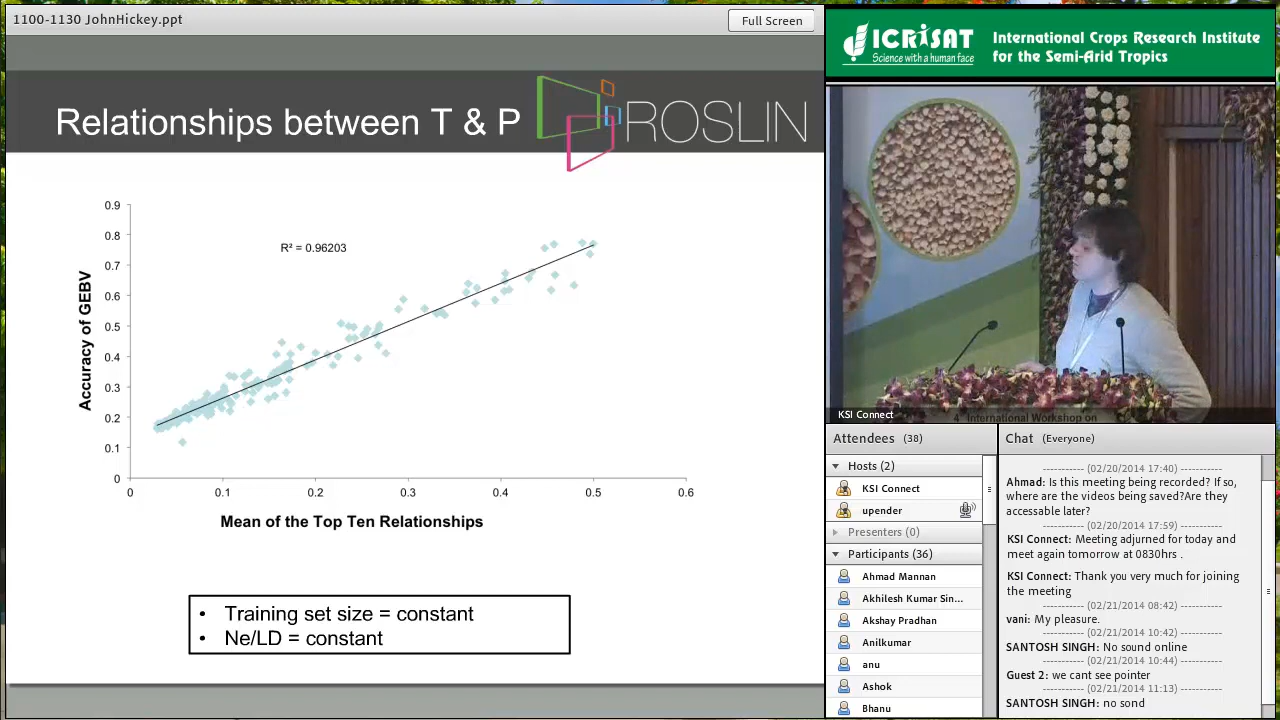 1100-1130 JohnHickey.ppt
Full Screen
Relationships between T & P
ROSLIN
0.9
0.8
0.7
0.6
0.5
0.4
0.3
0.2
0.1
0
R² = 0.96203
Accuracy of GEBV
0
0.1
0.2
0.3
0.4
0.5
0.6
Mean of the Top Ten Relationships
• Training set size = constant
• Ne/LD = constant
ICRISAT
Science with a human face
International Crops Research Institute
for the Semi-Arid Tropics
KSI Connect
4 International Workshop on
Attendees (38)
Hosts (2)
KSI Connect
upender
Presenters (0)
Participants (36)
Ahmad Mannan
Akhilesh Kumar Sin...
Akshay Pradhan
Anilkumar
anu
Ashok
Bhanu
Chat (Everyone)
---------- (02/20/2014 17:40) ----------
Ahmad: Is this meeting being recorded? If so,
where are the videos being saved?Are they
accessable later?
---------- (02/20/2014 17:59) ----------
KSI Connect: Meeting adjurned for today and
meet again tomorrow at 0830hrs .
KSI Connect: Thank you very much for joining
the meeting
---------- (02/21/2014 08:42) ----------
vani: My pleasure.
---------- (02/21/2014 10:42) ----------
SANTOSH SINGH: No sound online
---------- (02/21/2014 10:44) ----------
Guest 2: we cant see pointer
---------- (02/21/2014 11:13) ----------
SANTOSH SINGH: no sond